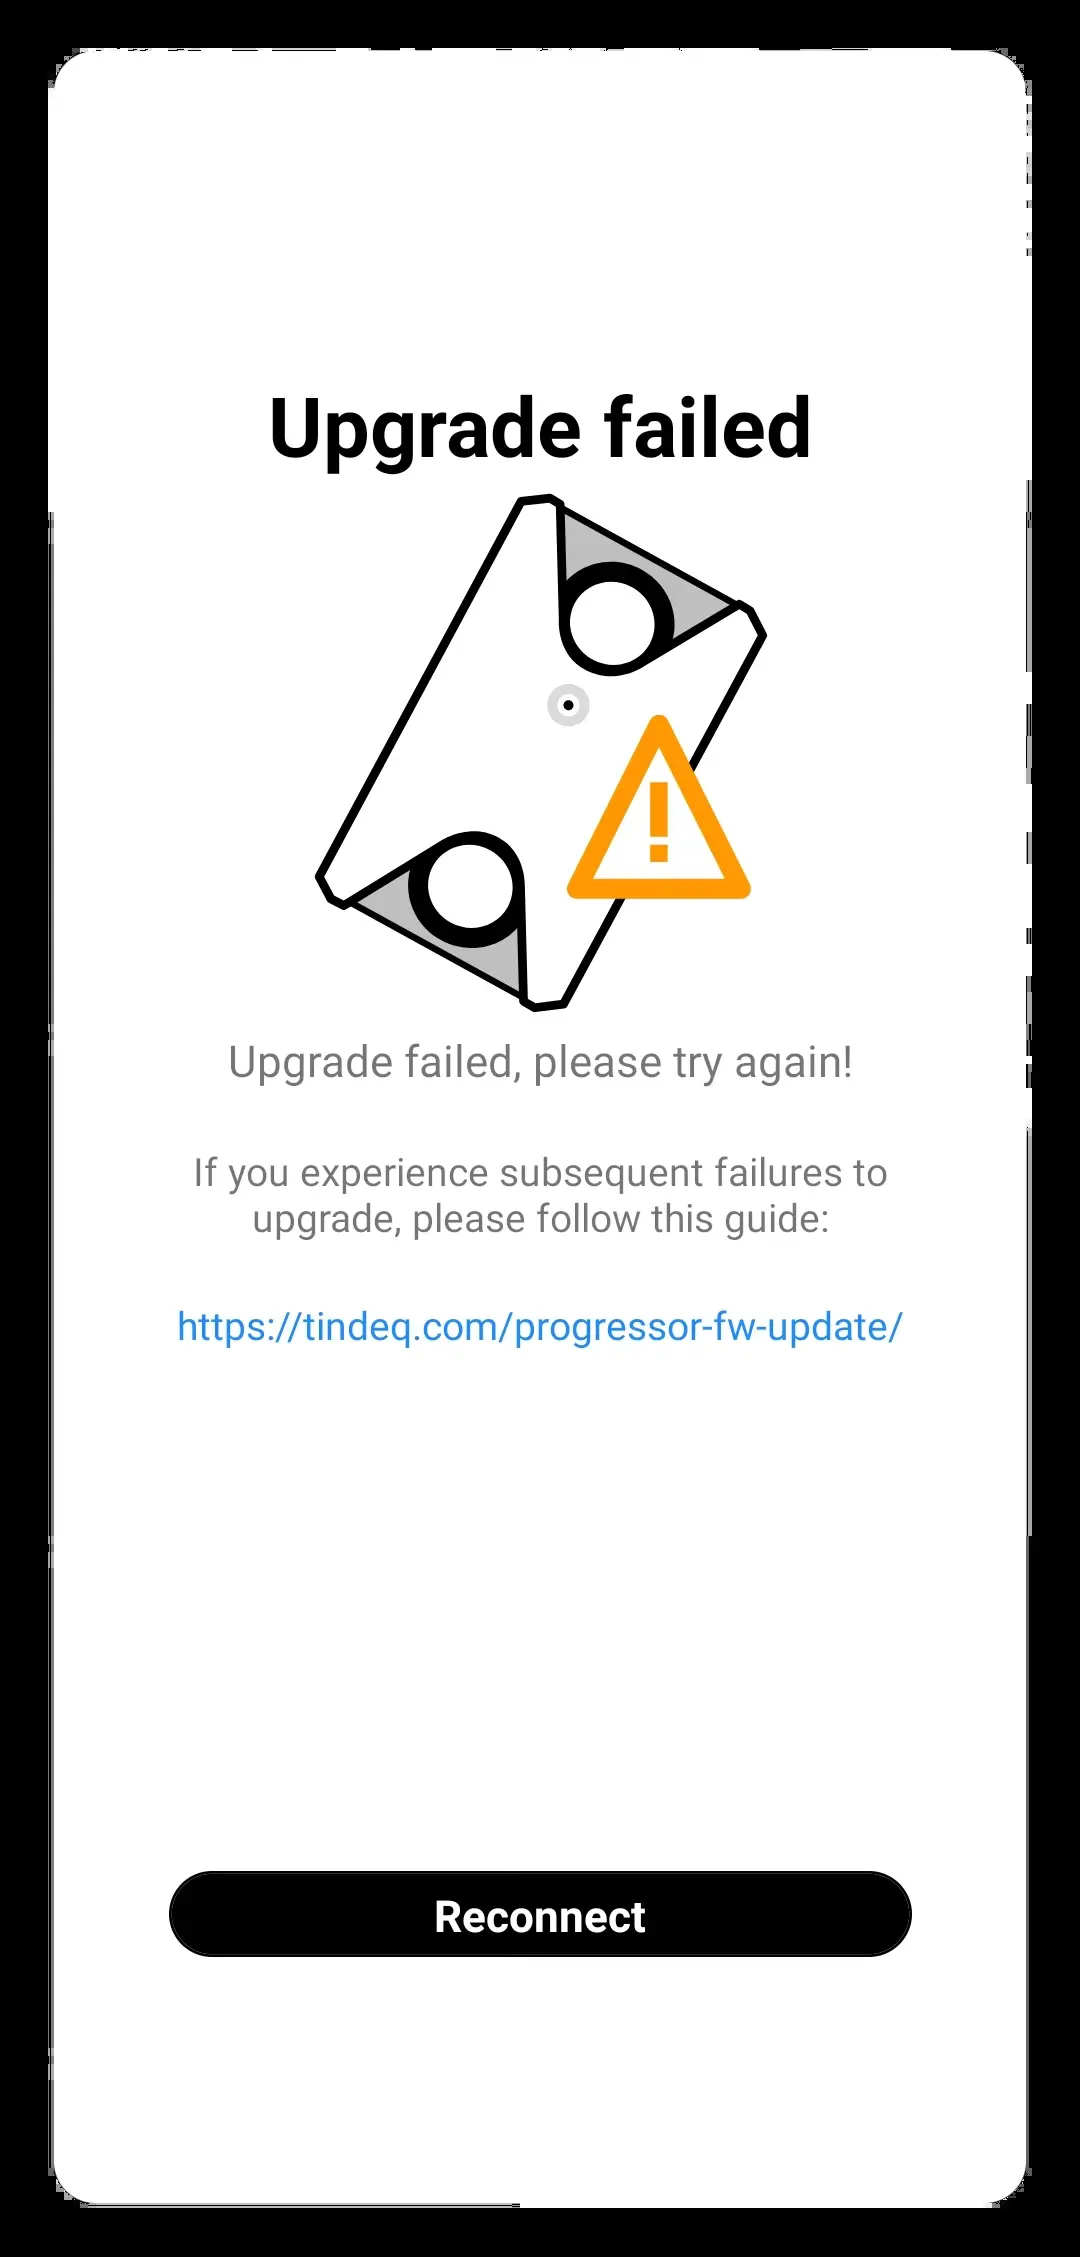 Upgrade failed
Upgrade failed, please try again!
If you experience subsequent failures to
upgrade, please follow this guide:
https://tindeq.com/progressor-fw-update/
Reconnect